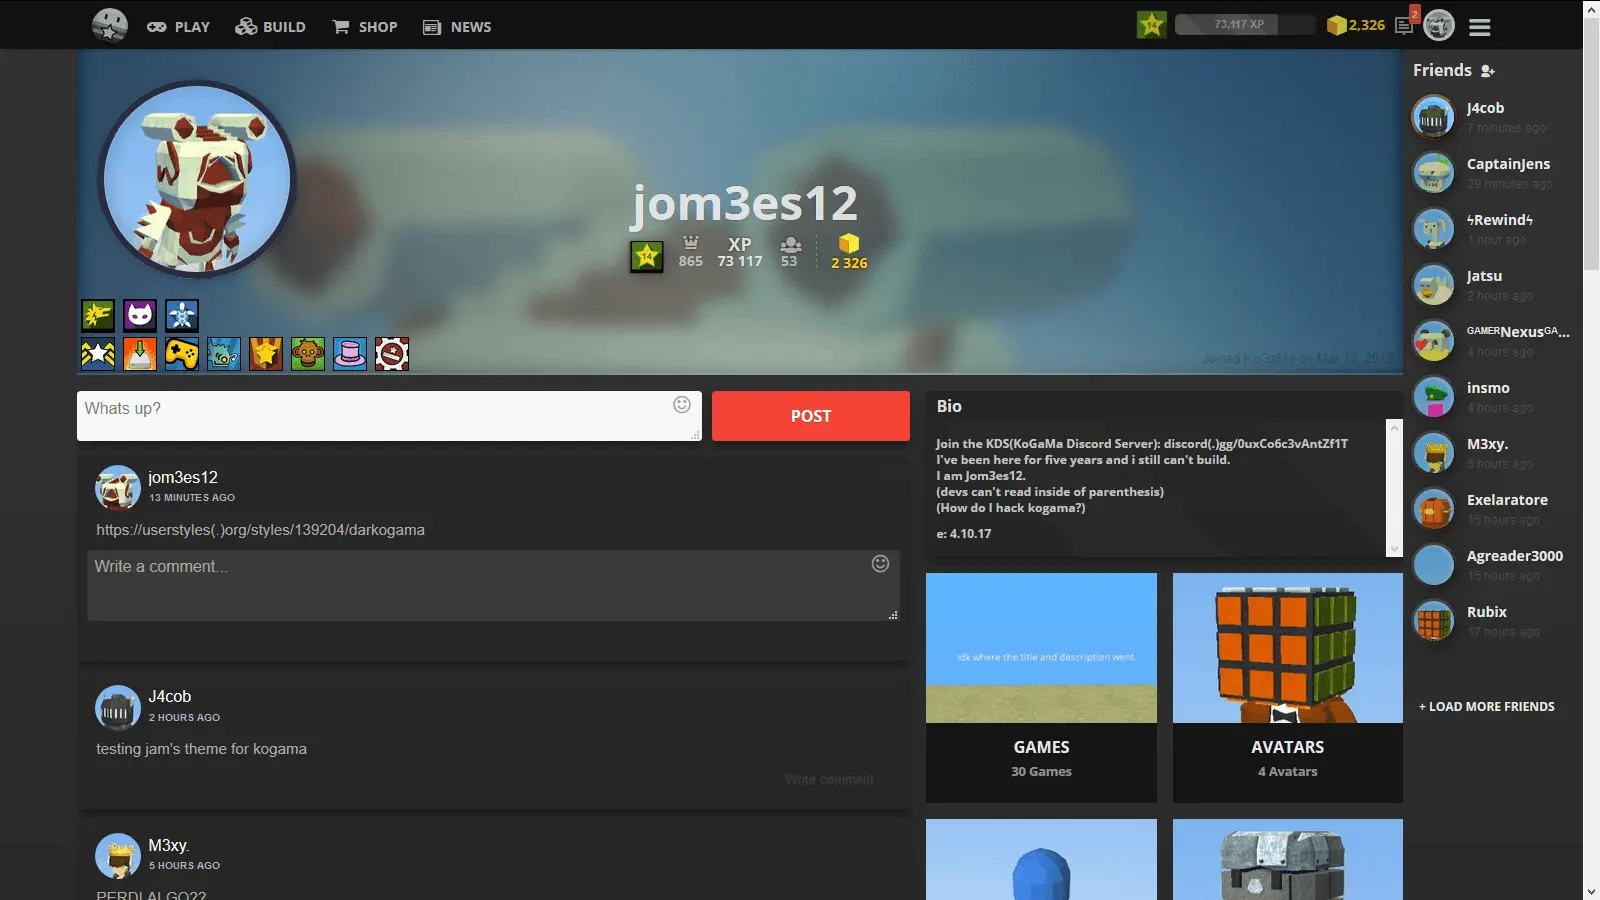 PLAY BUILD SHOP NEWS
14 73,117 XP 2,326 2
jom3es12
14 865 XP 73 117 53 2 326
Joined KoGaMa on Mar 13, 2012
Friends
J4cob
7 minutes ago
CaptainJens
29 minutes ago
ϟRewindϟ
1 hour ago
Jatsu
2 hours ago
ᴳᴬᴹᴱᴿNexusᴳᴬ...
4 hours ago
insmo
4 hours ago
M3xy.
5 hours ago
Exelaratore
15 hours ago
Agreader3000
15 hours ago
Rubix
17 hours ago
+ LOAD MORE FRIENDS
Whats up?
POST
jom3es12
13 MINUTES AGO
https://userstyles(.)org/styles/139204/darkogama
Write a comment...
J4cob
2 HOURS AGO
testing jam's theme for kogama
Write comment
M3xy.
5 HOURS AGO
PERDI ALGO??
Bio
Join the KDS(KoGaMa Discord Server): discord(.)gg/0uxCo6c3vAntZf1T
I've been here for five years and i still can't build.
I am Jom3es12.
(devs can't read inside of parenthesis)
(How do I hack kogama?)
e: 4.10.17
Idk where the title and description went.
GAMES
30 Games
AVATARS
4 Avatars